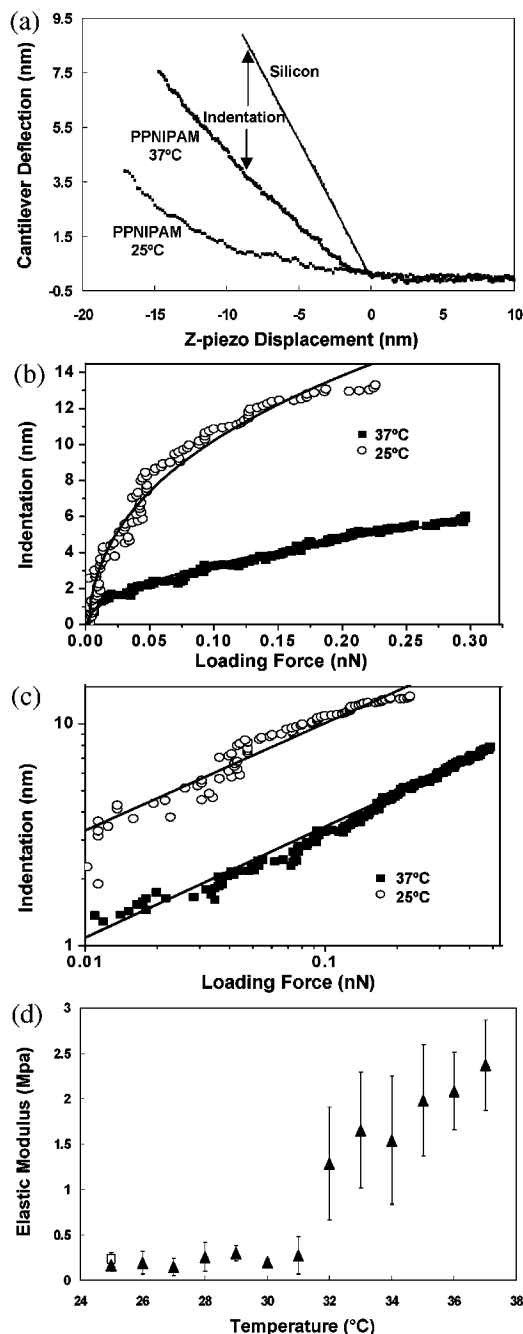 (a)
9.5
7.5
5.5
3.5
1.5
-0.5
Cantilever Deflection (nm)
Silicon
Indentation
PPNIPAM
37ºC
PPNIPAM
25ºC
-20 -15 -10 -5 0 5 10
Z-piezo Displacement (nm)
(b)
14
12
10
8
6
4
2
0
Indentation (nm)
37ºC
25ºC
0.00 0.05 0.10 0.15 0.20 0.25 0.30
Loading Force (nN)
(c)
10
1
Indentation (nm)
37ºC
25ºC
0.01 0.1
Loading Force (nN)
(d)
3
2.5
2
1.5
1
0.5
0
Elastic Modulus (Mpa)
24 26 28 30 32 34 36 38
Temperature (°C)